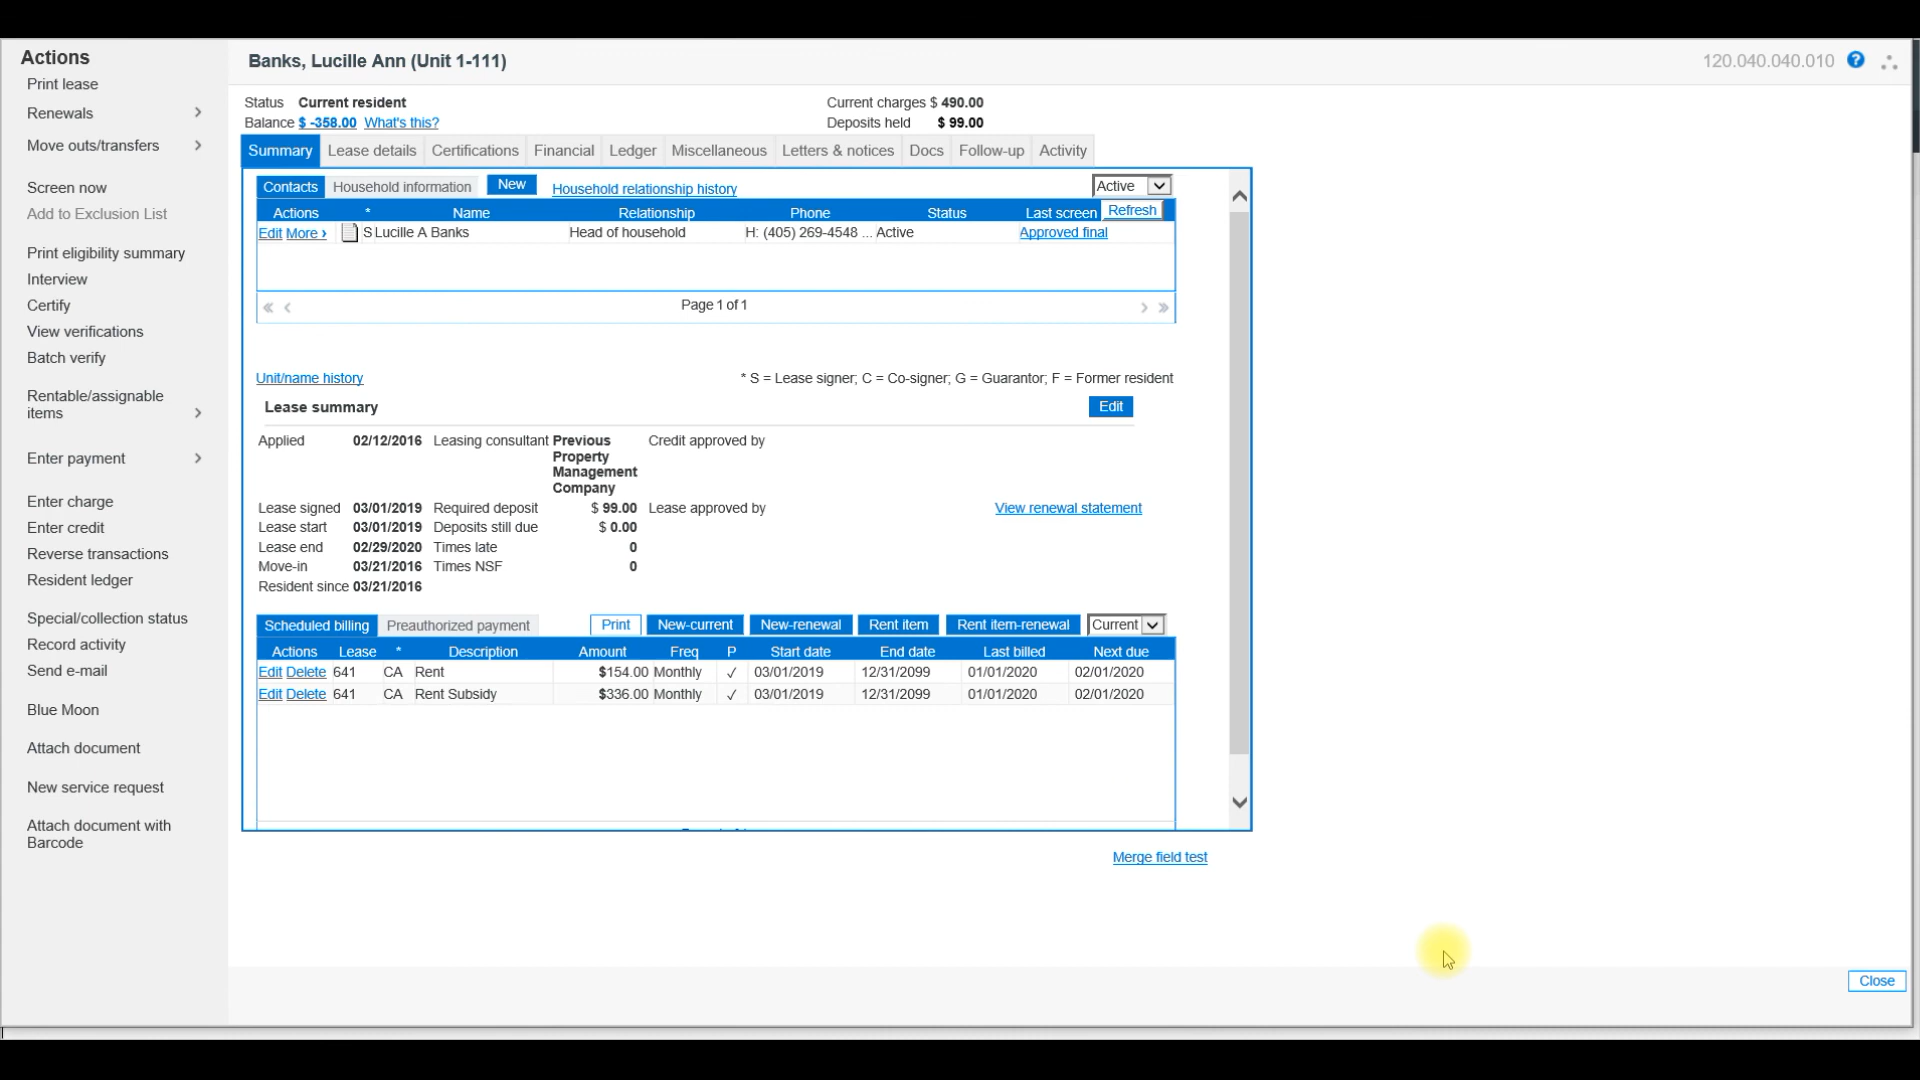 Actions
Print lease
Renewals
Move outs/transfers
Screen now
Add to Exclusion List
Print eligibility summary
Interview
Certify
View verifications
Batch verify
Rentable/assignable
items
Enter payment
Enter charge
Enter credit
Reverse transactions
Resident ledger
Special/collection status
Record activity
Send e-mail
Blue Moon
Attach document
New service request
Attach document with
Barcode
Banks, Lucille Ann (Unit 1-111) 120.040.040.010 ?
Status Current resident Current charges $ 490.00
Balance $ -358.00 What's this? Deposits held $ 99.00
Summary Lease details Certifications Financial Ledger Miscellaneous Letters & notices Docs Follow-up Activity
Contacts Household information New Household relationship history Active
Actions * Name Relationship Phone Status Last screen Refresh
Edit More › S Lucille A Banks Head of household H: (405) 269-4548 ... Active Approved final
« ‹ Page 1 of 1 › »
Unit/name history * S = Lease signer; C = Co-signer; G = Guarantor; F = Former resident
Lease summary Edit
Applied 02/12/2016 Leasing consultant Previous Credit approved by
Property
Management
Company
Lease signed 03/01/2019 Required deposit $ 99.00 Lease approved by View renewal statement
Lease start 03/01/2019 Deposits still due $ 0.00
Lease end 02/29/2020 Times late 0
Move-in 03/21/2016 Times NSF 0
Resident since 03/21/2016
Scheduled billing Preauthorized payment Print New-current New-renewal Rent item Rent item-renewal Current
Actions Lease * Description Amount Freq P Start date End date Last billed Next due
Edit Delete 641 CA Rent $154.00 Monthly ✓ 03/01/2019 12/31/2099 01/01/2020 02/01/2020
Edit Delete 641 CA Rent Subsidy $336.00 Monthly ✓ 03/01/2019 12/31/2099 01/01/2020 02/01/2020
Merge field test
Close